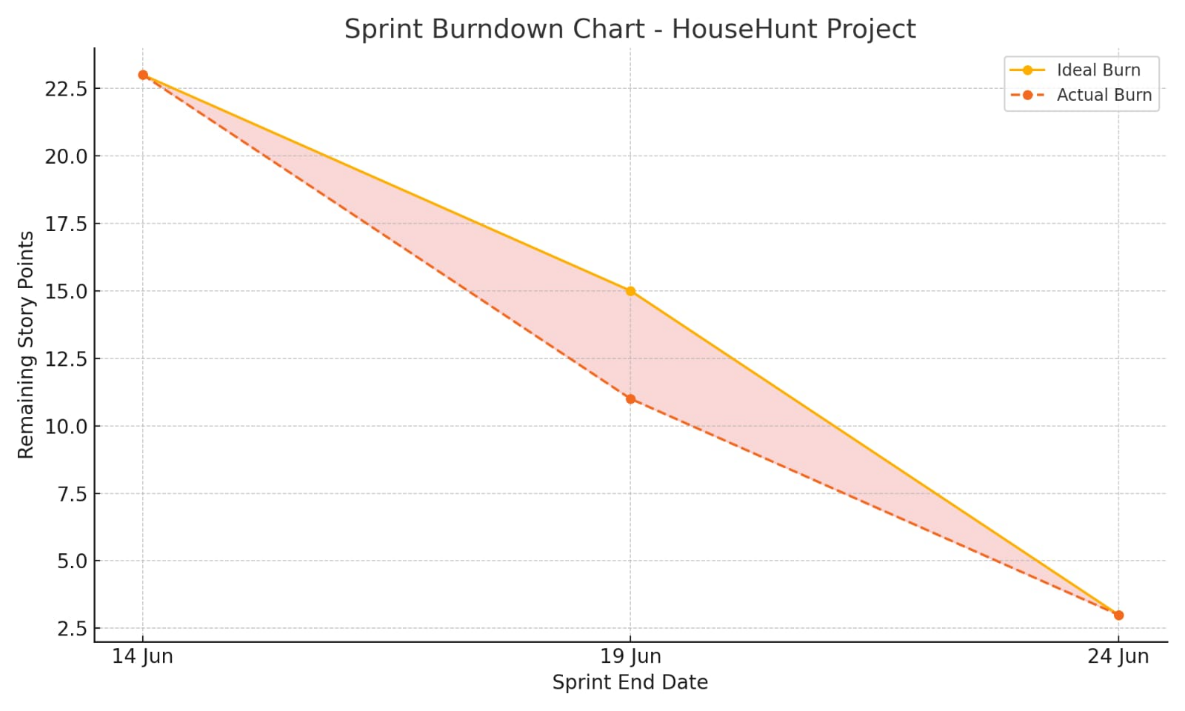 Sprint Burndown Chart - HouseHunt Project
Ideal Burn
Actual Burn
Remaining Story Points
22.5
20.0
17.5
15.0
12.5
10.0
7.5
5.0
2.5
14 Jun
19 Jun
24 Jun
Sprint End Date